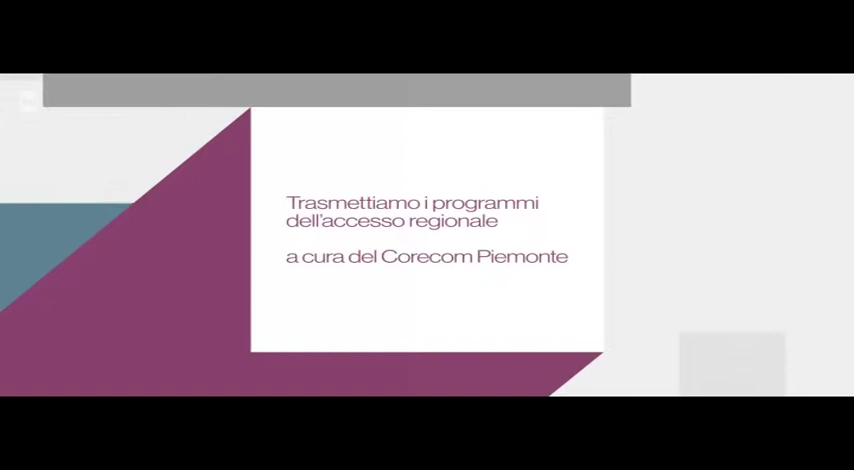 Trasmettiamo i programmi
dell'accesso regionale
a cura del Corecom Piemonte